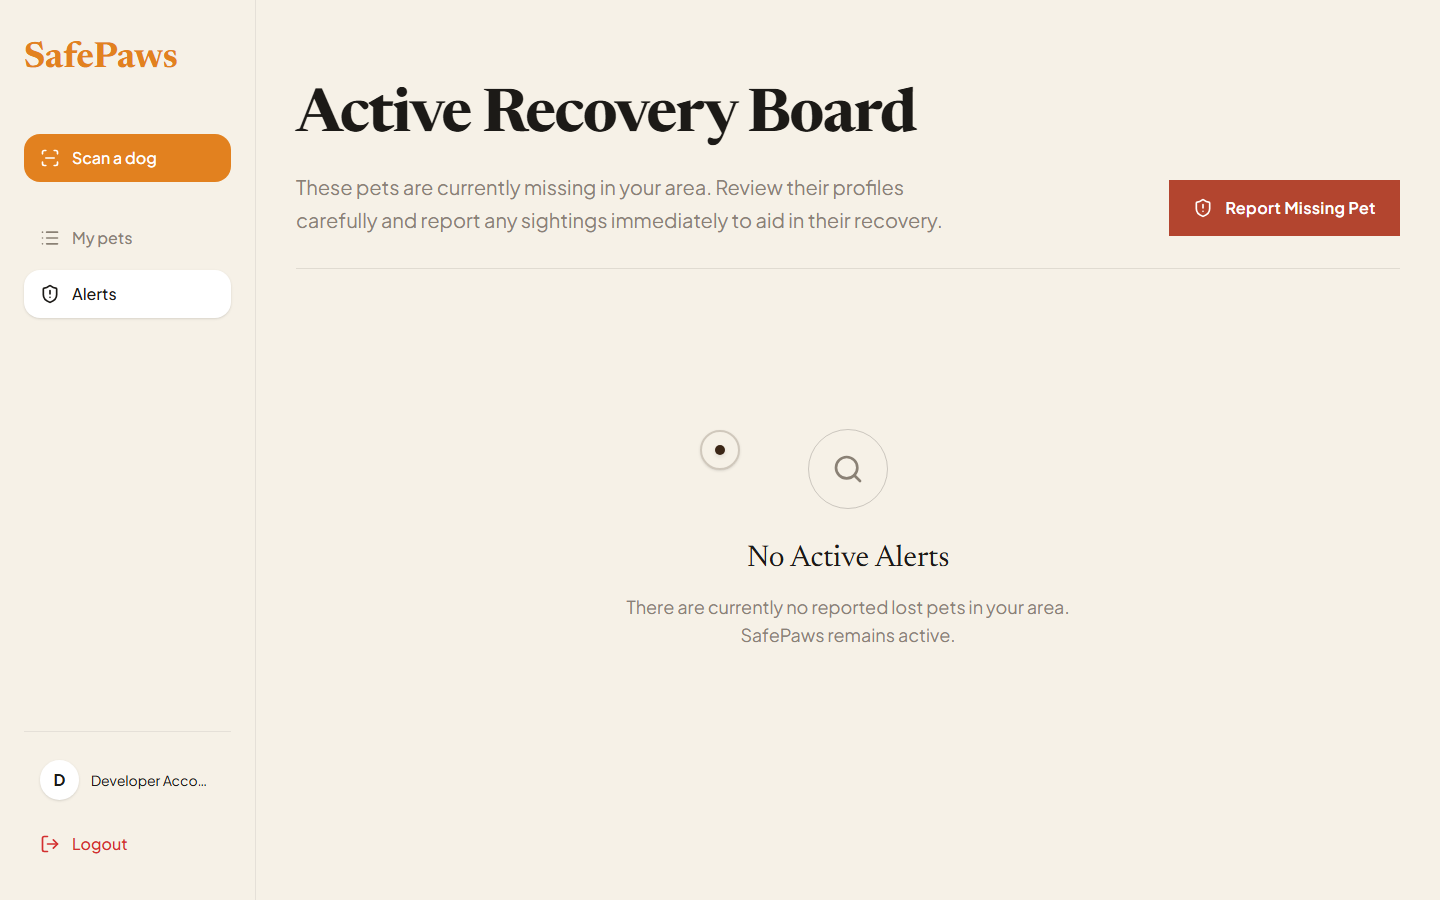 SafePaws
Scan a dog
My pets
Alerts
Active Recovery Board
These pets are currently missing in your area. Review their profiles
carefully and report any sightings immediately to aid in their recovery.
Report Missing Pet
No Active Alerts
There are currently no reported lost pets in your area.
SafePaws remains active.
D
Developer Acco...
Logout